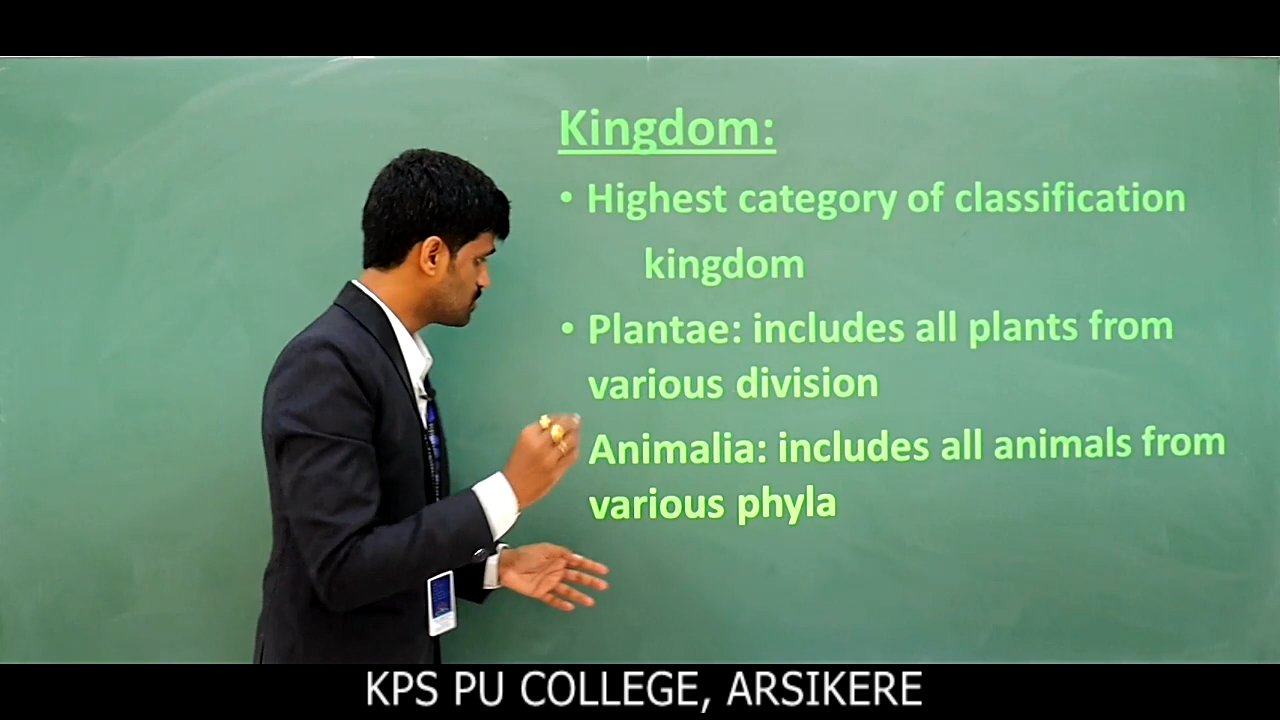 Kingdom:
• Highest category of classification
kingdom
• Plantae: includes all plants from
various division
Animalia: includes all animals from
various phyla
KPS PU COLLEGE, ARSIKERE